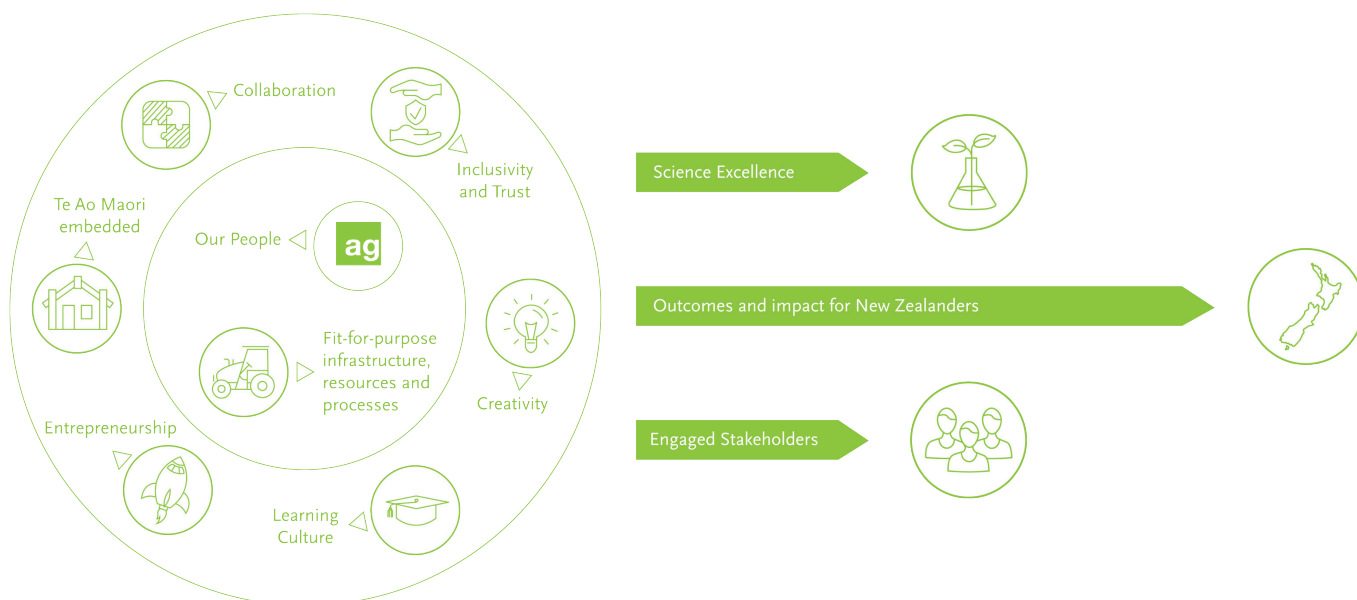 Collaboration
Inclusivity
and Trust
Te Ao Maori
embedded
Our People
ag
Fit-for-purpose
infrastructure,
resources and
processes
Creativity
Entrepreneurship
Learning
Culture
Science Excellence
Outcomes and impact for New Zealanders
Engaged Stakeholders